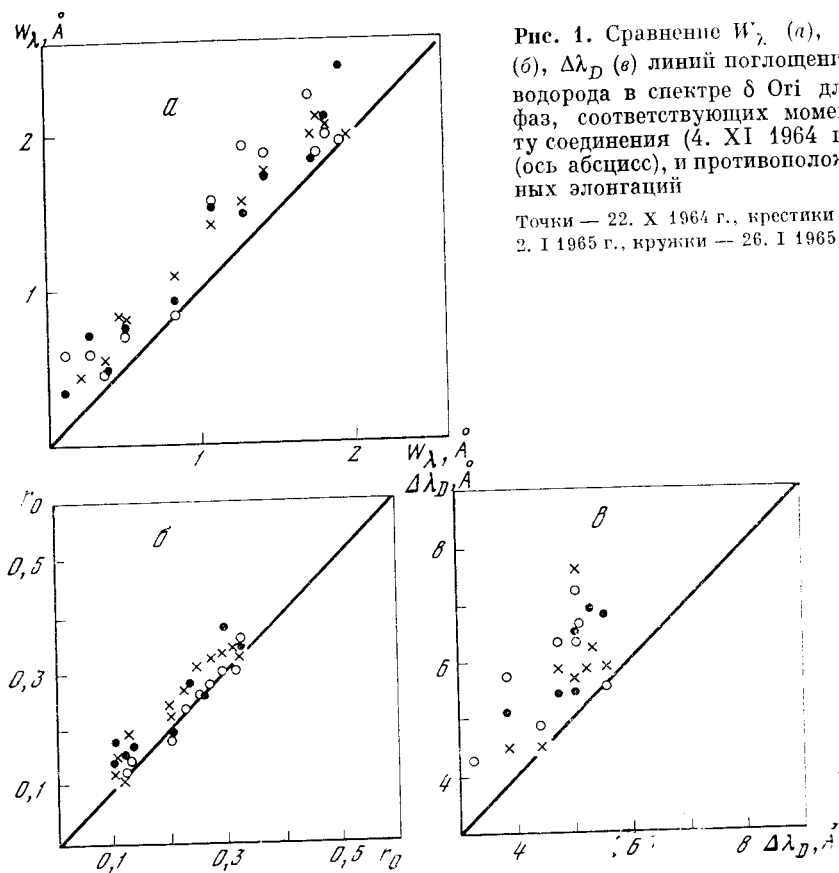 W_λ, Å
a
2
1
1
W_λ, Å
2
Рис. 1. Сравнение W_λ (а),
(б), Δλ_D (в) линий поглощени
водорода в спектре δ Ori дл
фаз, соответствующих момен
ту соединения (4. XI 1964 г
(ось абсцисс), и противополож
ных элонгаций
Точки — 22. X 1964 г., крестики
2. I 1965 г., кружки — 26. I 1965
r_0
б
0,5
0,3
0,1
0,1
0,3
0,5 r_0
Δλ_D, Å
в
8
6
4
4
6
8 Δλ_D, Å